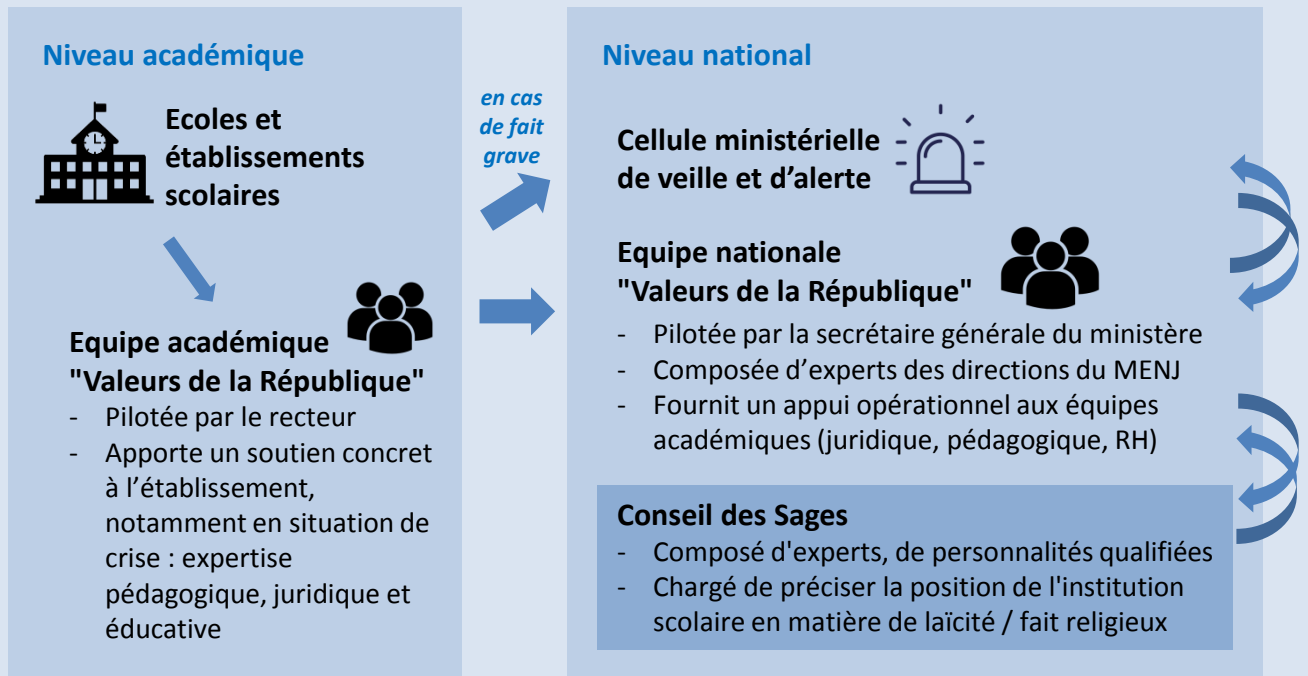 Niveau académique
Ecoles et
établissements
scolaires
Equipe académique
"Valeurs de la République"
- Pilotée par le recteur
- Apporte un soutien concret
à l’établissement,
notamment en situation de
crise : expertise
pédagogique, juridique et
éducative
en cas
de fait
grave
Niveau national
Cellule ministérielle
de veille et d’alerte
Equipe nationale
"Valeurs de la République"
- Pilotée par la secrétaire générale du ministère
- Composée d’experts des directions du MENJ
- Fournit un appui opérationnel aux équipes
académiques (juridique, pédagogique, RH)
Conseil des Sages
- Composé d'experts, de personnalités qualifiées
- Chargé de préciser la position de l'institution
scolaire en matière de laïcité / fait religieux